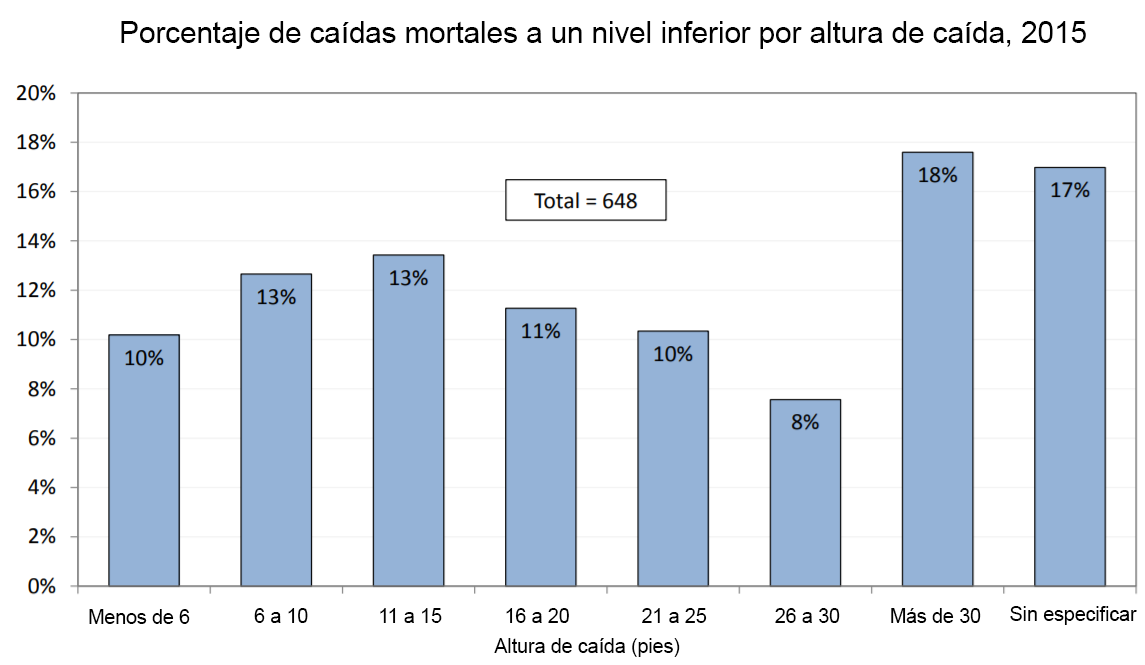 Porcentaje de caídas mortales a un nivel inferior por altura de caída, 2015
20%
18%
16%
14%
12%
10%
8%
6%
4%
2%
0%
Total = 648
10%
13%
13%
11%
10%
8%
18%
17%
Menos de 6
6 a 10
11 a 15
16 a 20
21 a 25
26 a 30
Más de 30
Sin especificar
Altura de caída (pies)